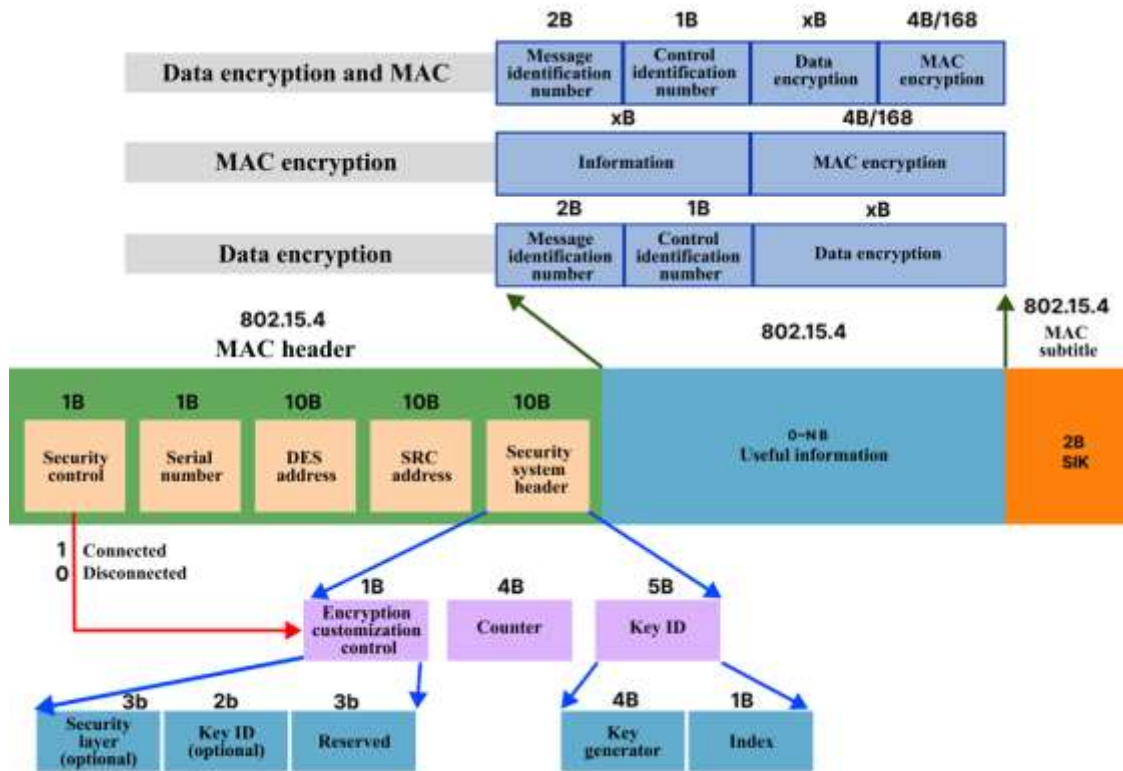 2B 1B xB 4B/168
Data encryption and MAC
Message
identification
number
Control
identification
number
Data
encryption
MAC
encryption
xB 4B/168
MAC encryption
Information
MAC encryption
2B 1B xB
Data encryption
Message
identification
number
Control
identification
number
Data encryption
802.15.4
MAC header
802.15.4
802.15.4
MAC
subtitle
1B 1B 10B 10B 10B
Security
control
Serial
number
DES
address
SRC
address
Security
system
header
0-N B
Useful information
2B
SIK
1 Connected
0 Disconnected
1B 4B 5B
Encryption
customization
control
Counter
Key ID
3b 2b 3b 4B 1B
Security
layer
(optional)
Key ID
(optional)
Reserved
Key
generator
Index